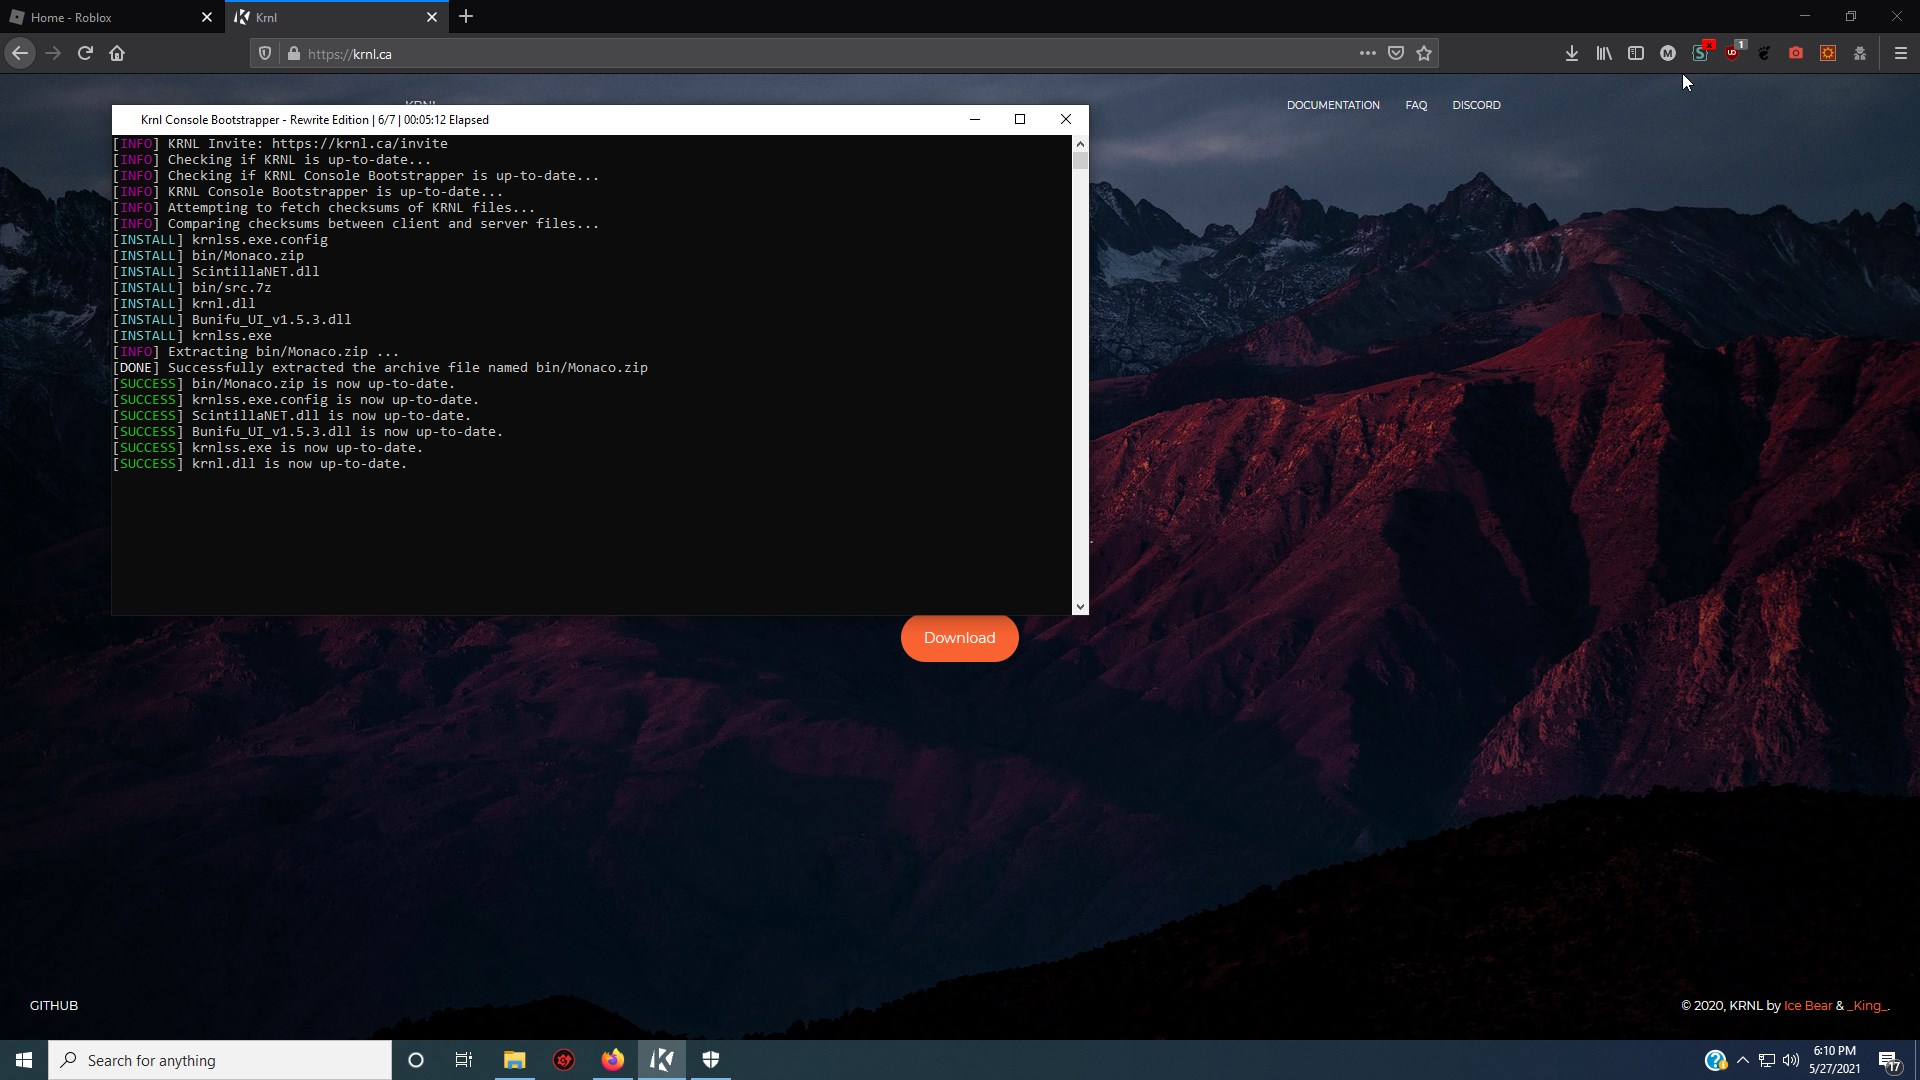 Home - Roblox
Krnl
https://krnl.ca
1
KRNL
DOCUMENTATION FAQ DISCORD
Krnl Console Bootstrapper - Rewrite Edition | 6/7 | 00:05:12 Elapsed
[INFO] KRNL Invite: https://krnl.ca/invite
[INFO] Checking if KRNL is up-to-date...
[INFO] Checking if KRNL Console Bootstrapper is up-to-date...
[INFO] KRNL Console Bootstrapper is up-to-date...
[INFO] Attempting to fetch checksums of KRNL files...
[INFO] Comparing checksums between client and server files...
[INSTALL] krnlss.exe.config
[INSTALL] bin/Monaco.zip
[INSTALL] ScintillaNET.dll
[INSTALL] bin/src.7z
[INSTALL] krnl.dll
[INSTALL] Bunifu_UI_v1.5.3.dll
[INSTALL] krnlss.exe
[INFO] Extracting bin/Monaco.zip ...
[DONE] Successfully extracted the archive file named bin/Monaco.zip
[SUCCESS] bin/Monaco.zip is now up-to-date.
[SUCCESS] krnlss.exe.config is now up-to-date.
[SUCCESS] ScintillaNET.dll is now up-to-date.
[SUCCESS] Bunifu_UI_v1.5.3.dll is now up-to-date.
[SUCCESS] krnlss.exe is now up-to-date.
[SUCCESS] krnl.dll is now up-to-date.
Download
GITHUB
© 2020, KRNL by Ice Bear & _King_.
Search for anything
6:10 PM
5/27/2021
17